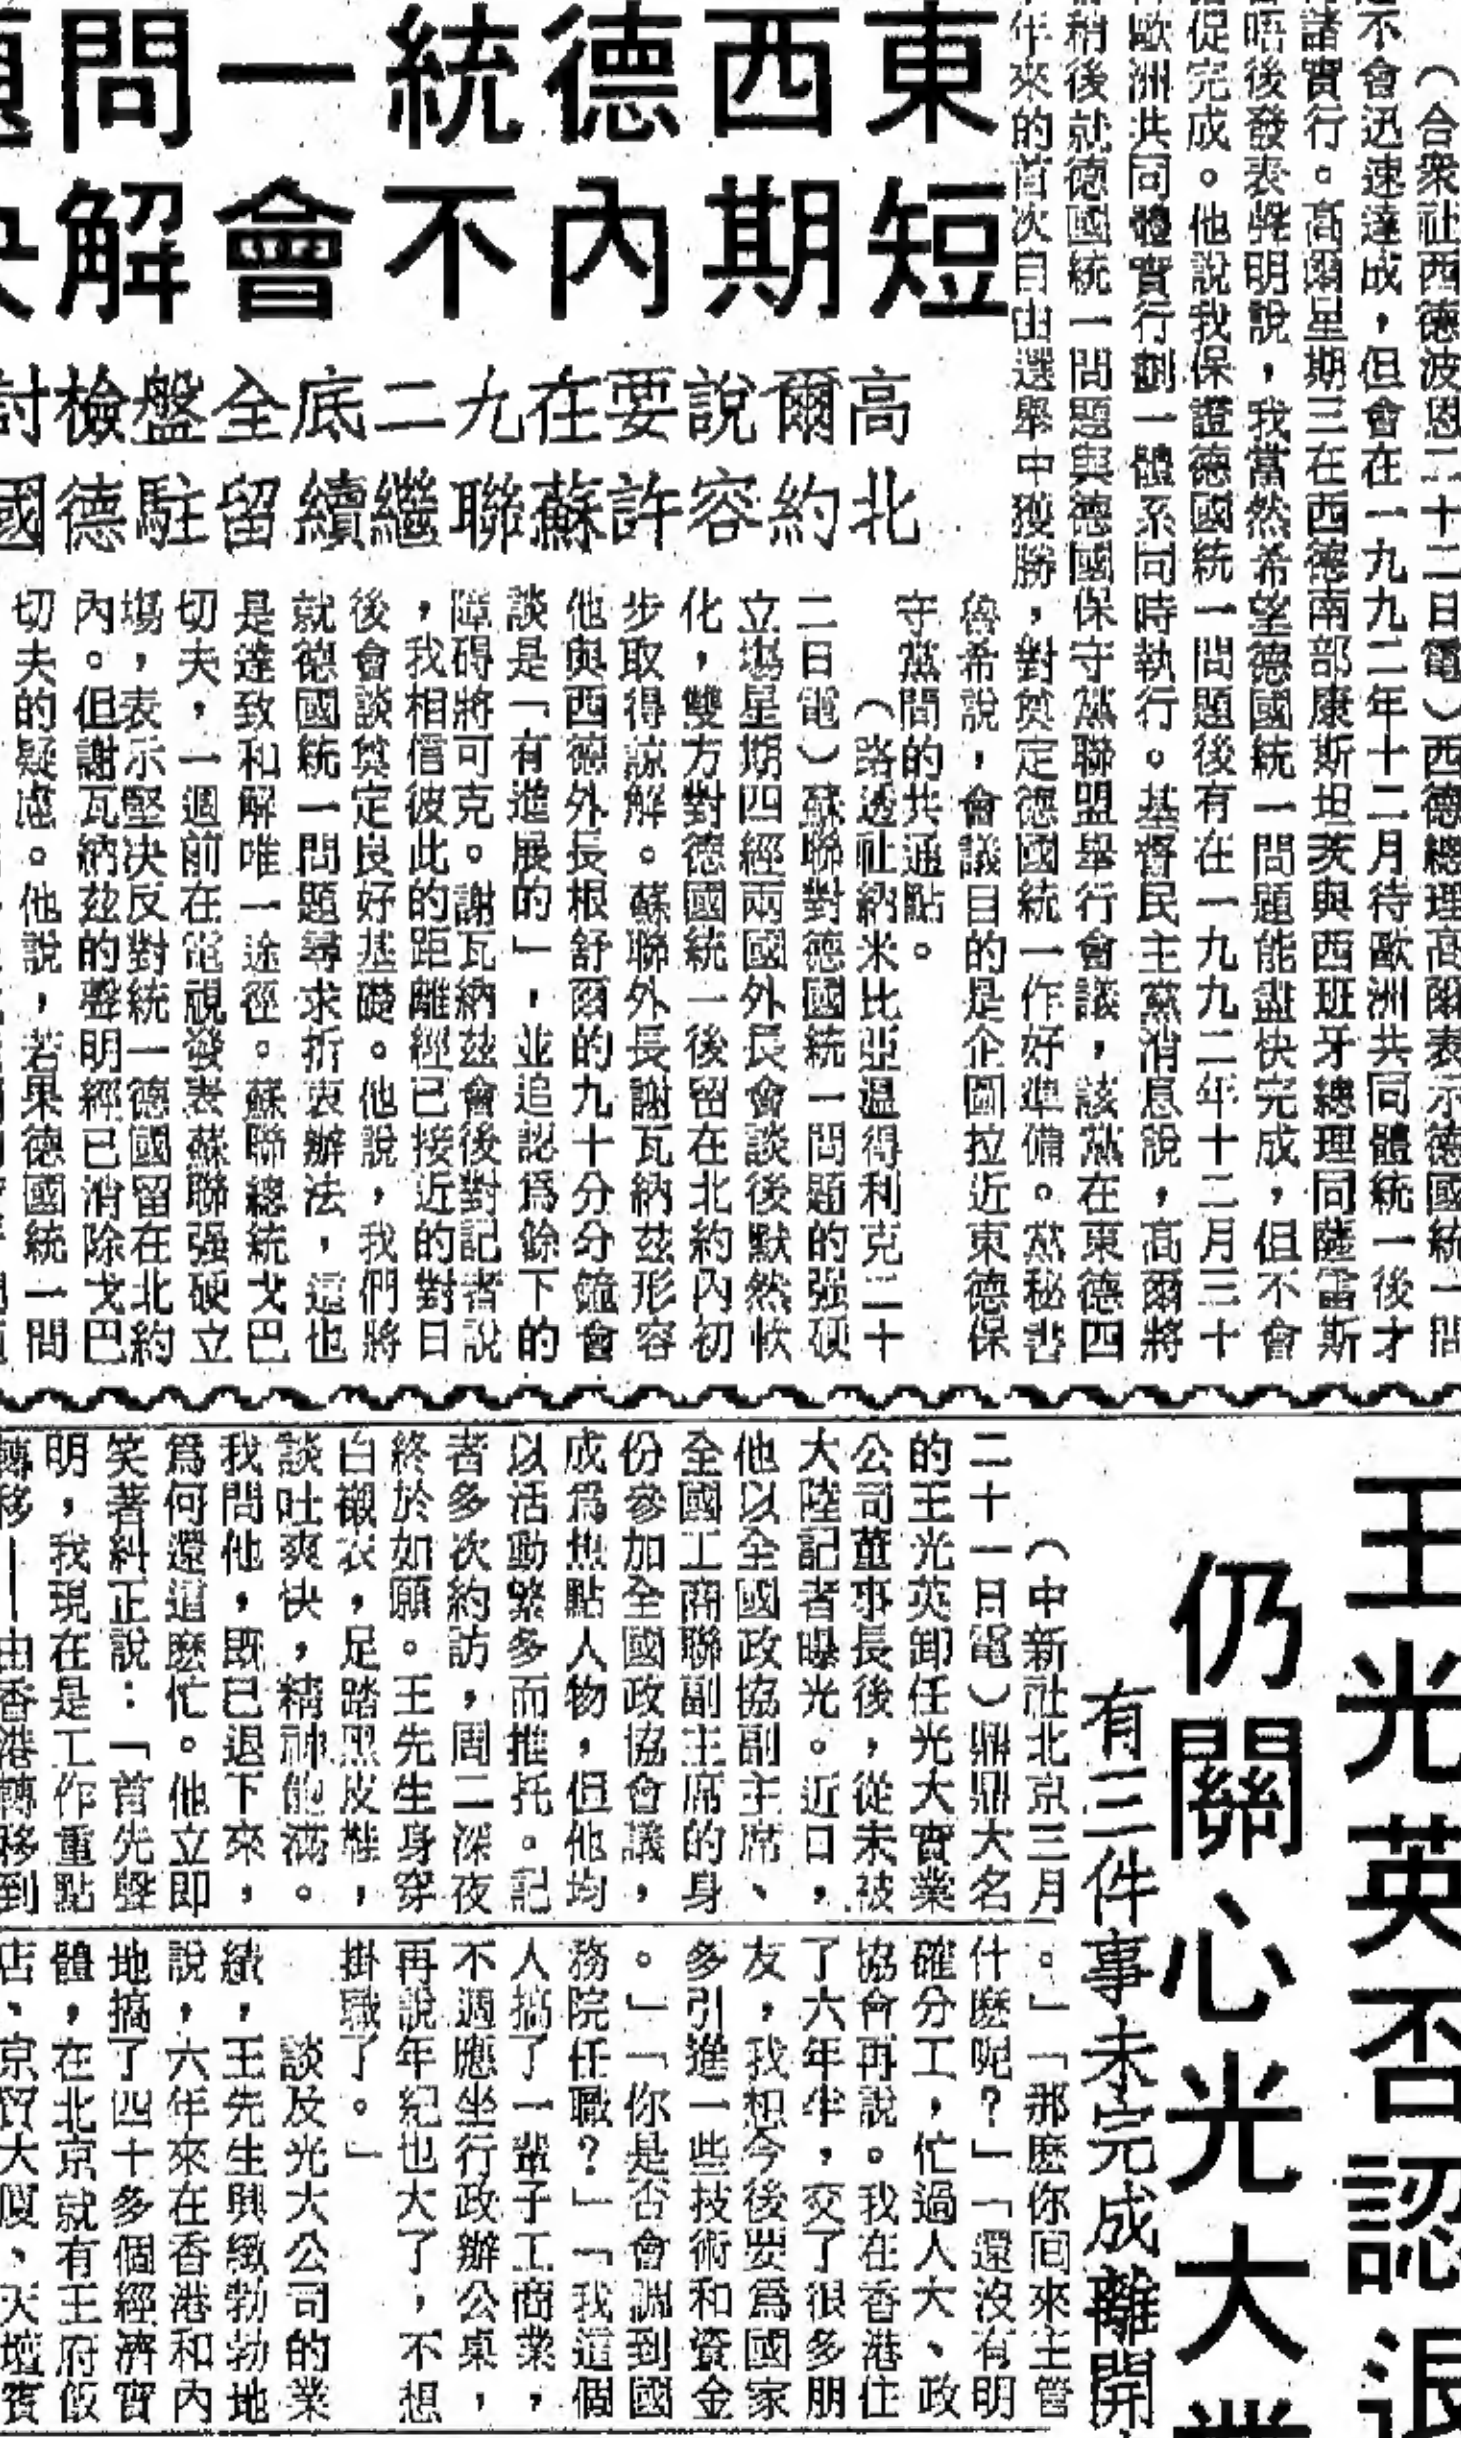 東西德統一問題
短期內不會解決
高爾說要在九二底全盤檢討
北約容許蘇聯繼續留駐德國
（合衆社西德波恩二十二日電）西德總理高爾表示德國統一問
不會迅速達成，但會在一九九二年十二月待歐洲共同體統一後才
諸實行。高爾星期三在西德南部康斯坦茨與西班牙總理同薩雷斯
晤後發表聲明說，我當然希望德國統一問題能盡快完成，但不會
促完成。他說我保證德國統一問題後有在一九九二年十二月三十
歐洲共同體實行劃一體系同時執行。基督民主黨消息說，高爾將
稍後就德國統一問題與德國保守黨聯盟舉行會議，該黨在東德四
年來的首次自由選舉中獲勝，對奠定德國統一作好準備。黨秘書
魯希說，會議目的是企圖拉近東德保
守黨間的共通點。
（路透社納米比亞溫得利克二十
二日電）蘇聯對德國統一問題的强硬
立場星期四經兩國外長會談後默然軟
化，雙方對德國統一後留在北約內初
步取得諒解。蘇聯外長謝瓦納茲形容
他與西德外長根舒爾的九十分分鐘會
談是「有進展的」，並追認爲餘下的
障碍將可克。謝瓦納茲會後對記者說
，我相信彼此的距離經已接近的對日
後會談奠定良好基礎。他說，我們將
就德國統一問題尋求折衷辦法，這也
是達致和解唯一途徑。蘇聯總統戈巴
切夫，一週前在電視發表蘇聯强硬立
場，表示堅决反對統一德國留在北約
內。但謝瓦納茲的聲明經已消除戈巴
切夫的疑慮。他說，若果德國統一問
王光英否認退
仍關心光大業
有三件事未完成離開
（中新社北京三月
二十一日電）鼎鼎大名
的王光英卸任光大實業
公司董事長後，從未被
大陸記者曝光。近口，
他以全國政協副主席、
全國工商聯副主席的身
份參加全國政協會議，
成爲焦點人物，但他均
以活動繁多而推托。記
者多次約訪，周二深夜
終於如願。王先生身穿
白襯衣，足踏黑皮鞋，
談吐爽快，精神飽滿。
我問他，既已退下來，
爲何還這麽忙。他立即
笑著糾正說：「首先聲
明，我現在是工作重點
轉移—由香港轉移到
。」「那麽你回來主管
什麽呢？」「還沒有明
確分工，忙過人大、政
協會再說。我在香港住
了六年半，交了很多朋
友，我想今後要爲國家
多引進一些技術和資金
。」「你是否會調到國
務院任職？」「我這個
人搞了一輩子工商業，
不適應坐行政辦公桌，
再說年紀也大了，不想
掛職了。」
談及光大公司的業
績，王先生興緻勃勃地
說，六年來在香港和內
地搞了四十多個經濟實
體，在北京就有王府飯
店、京貿大厦、天壇賓